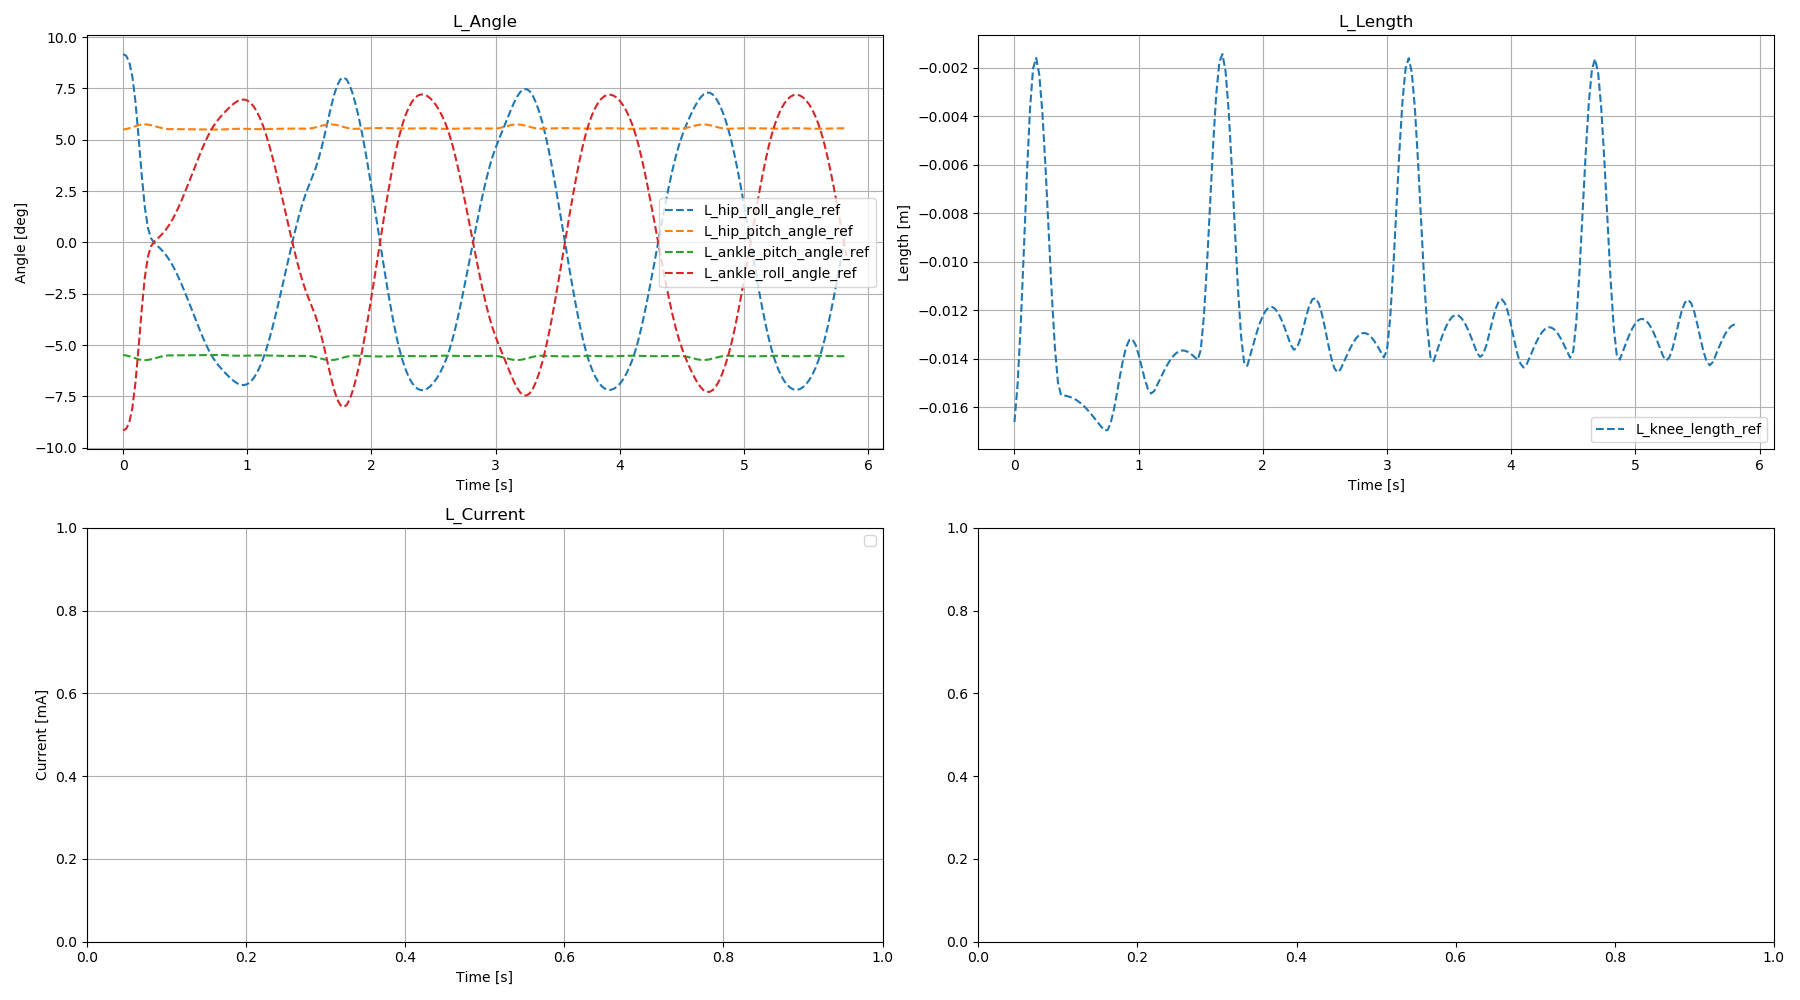 L_Angle
10.0
7.5
5.0
2.5
0.0
−2.5
−5.0
−7.5
−10.0
Angle [deg]
L_hip_roll_angle_ref
L_hip_pitch_angle_ref
L_ankle_pitch_angle_ref
L_ankle_roll_angle_ref
0 1 2 3 4 5 6
Time [s]
L_Length
−0.002
−0.004
−0.006
−0.008
−0.010
−0.012
−0.014
−0.016
Length [m]
L_knee_length_ref
0 1 2 3 4 5 6
Time [s]
L_Current
1.0
0.8
0.6
0.4
0.2
0.0
Current [mA]
0.0 0.2 0.4 0.6 0.8 1.0
Time [s]
1.0
0.8
0.6
0.4
0.2
0.0
0.0 0.2 0.4 0.6 0.8 1.0